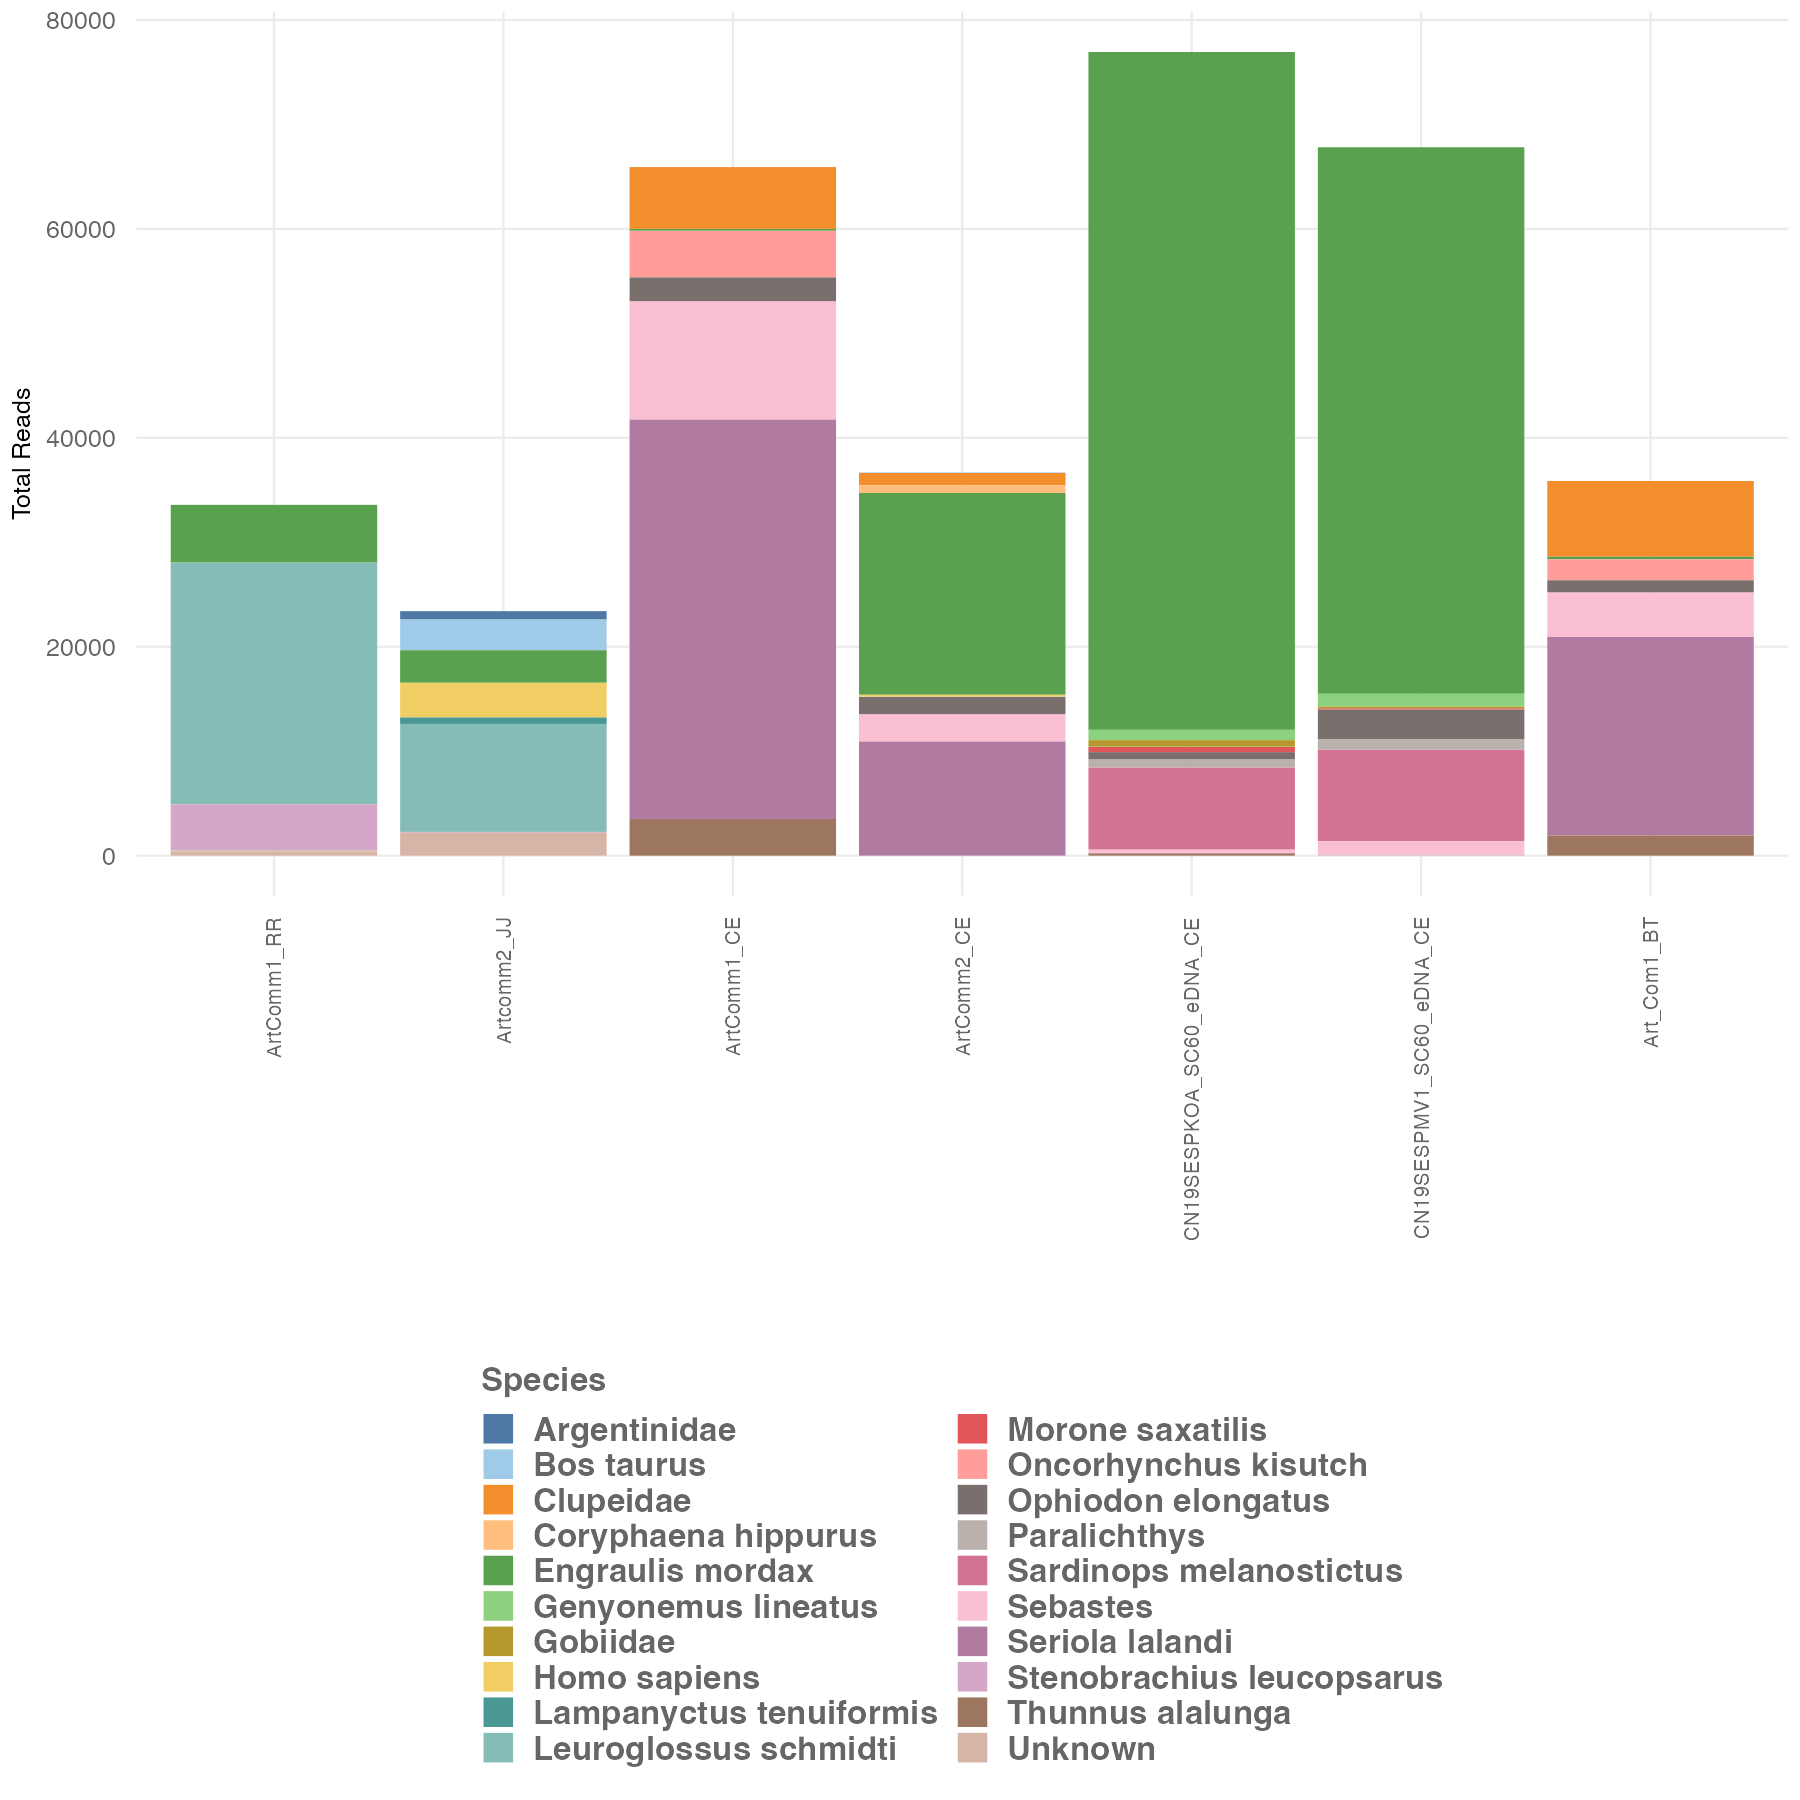 80000
60000
40000
20000
0
Total Reads
ArtComm1_RR
Artcomm2_JJ
ArtComm1_CE
ArtComm2_CE
CN19SESPKOA_SC60_eDNA_CE
CN19SESPMV1_SC60_eDNA_CE
Art_Com1_BT
Species
Argentinidae
Bos taurus
Clupeidae
Coryphaena hippurus
Engraulis mordax
Genyonemus lineatus
Gobiidae
Homo sapiens
Lampanyctus tenuiformis
Leuroglossus schmidti
Morone saxatilis
Oncorhynchus kisutch
Ophiodon elongatus
Paralichthys
Sardinops melanostictus
Sebastes
Seriola lalandi
Stenobrachius leucopsarus
Thunnus alalunga
Unknown